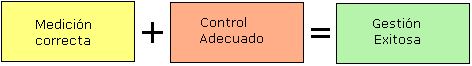 Medición
correcta
+
Control
Adecuado
=
Gestión
Exitosa